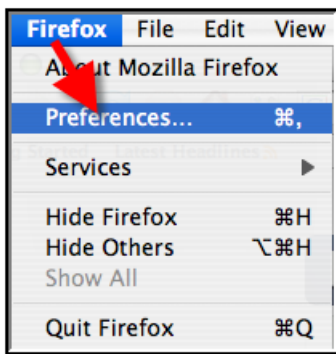 Firefox File Edit View
About Mozilla Firefox
Preferences... ⌘,
Services ▶
Hide Firefox ⌘H
Hide Others ⌥⌘H
Show All
Quit Firefox ⌘Q